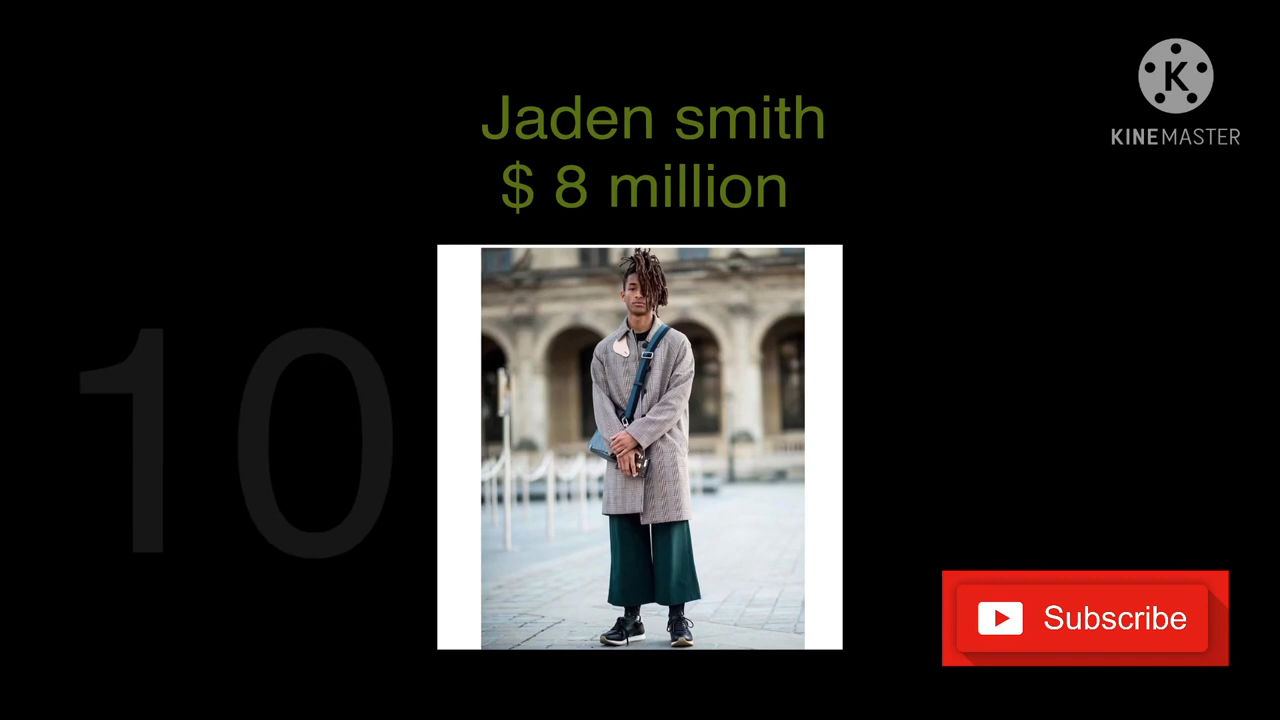 Jaden smith
$ 8 million
K
KINEMASTER
10
Subscribe